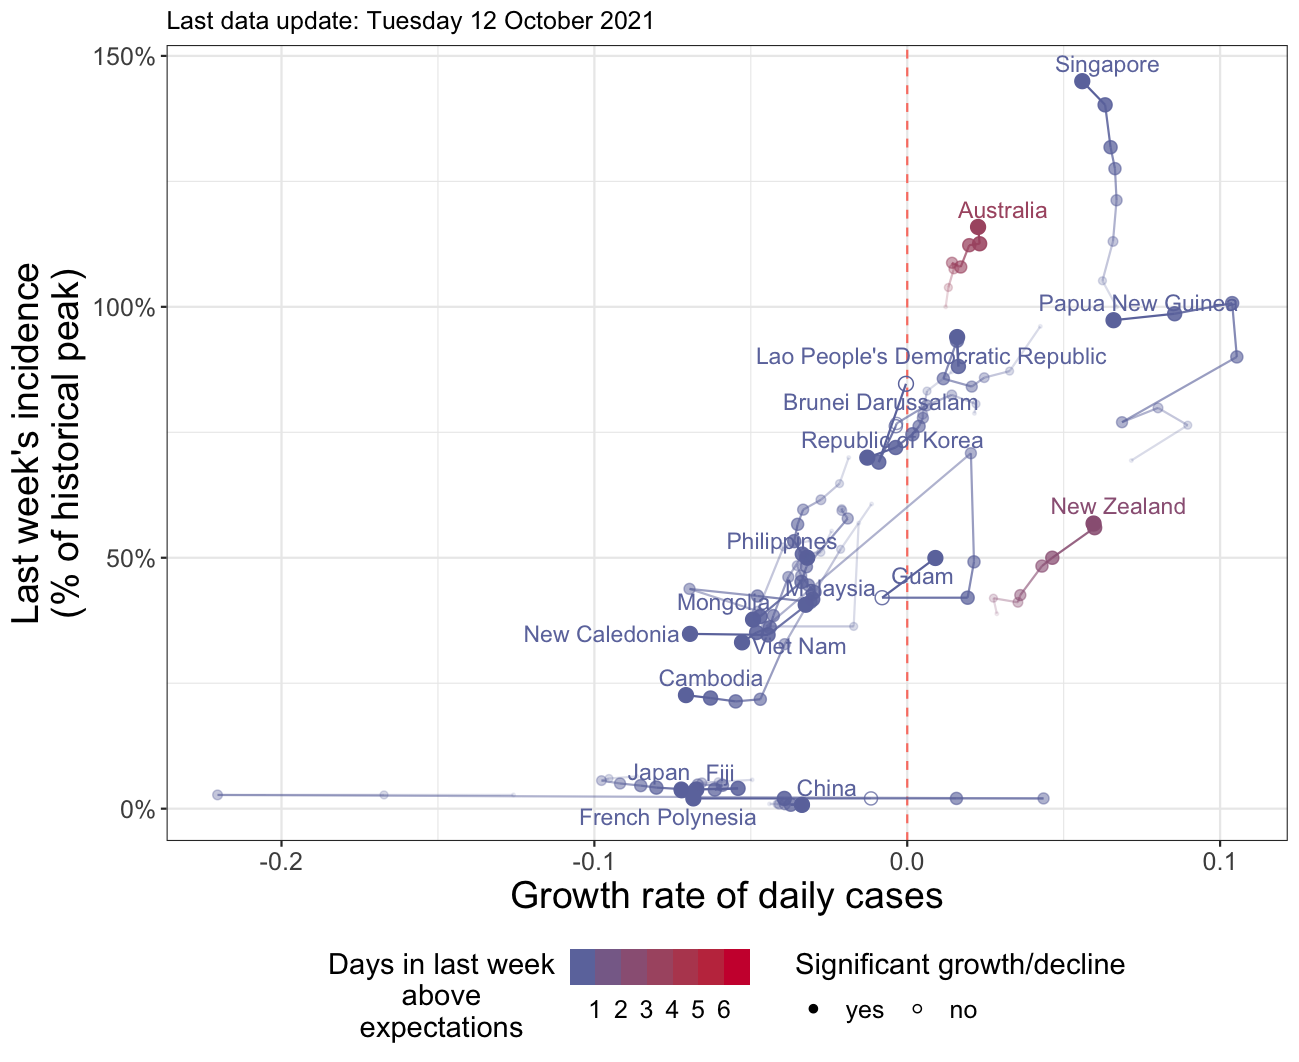 Last data update: Tuesday 12 October 2021
Last week's incidence
(% of historical peak)
150%
100%
50%
0%
Singapore
Australia
Papua New Guinea
Lao People's Democratic Republic
Brunei Darussalam
Republic of Korea
New Zealand
Philippines
Guam
Malaysia
Mongolia
New Caledonia
Viet Nam
Cambodia
Japan
Fiji
China
French Polynesia
-0.2
-0.1
0.0
0.1
Growth rate of daily cases
Days in last week
above
expectations
1 2 3 4 5 6
Significant growth/decline
yes
no